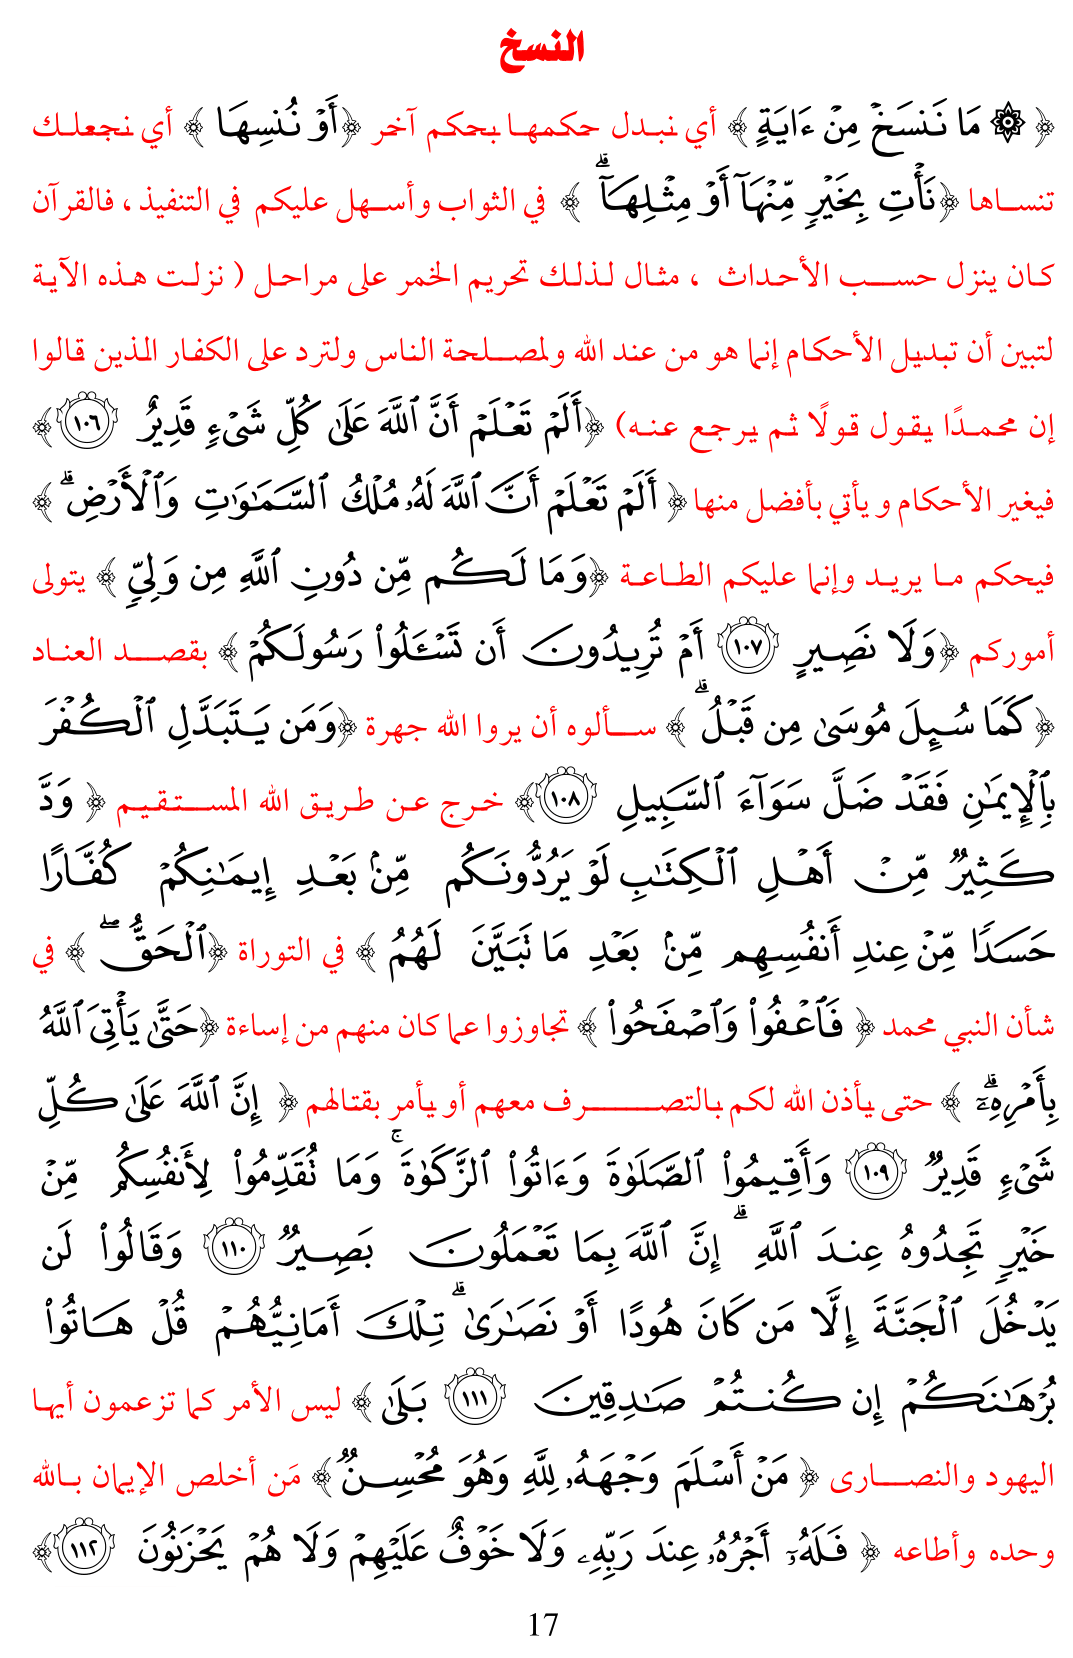 النسخ
﴿ ۞ مَا نَنسَخۡ مِنۡ ءَايَةٍ ﴾ أي نبدل حكمها بحكم آخر ﴿أَوۡ نُنسِهَا ﴾ أي نجعلك
تنساها ﴿نَأۡتِ بِخَيۡرٖ مِّنۡهَآ أَوۡ مِثۡلِهَآۗ ﴾ في الثواب وأسهل عليكم في التنفيذ ، فالقرآن
كان ينزل حسب الأحداث ، مثال لذلك تحريم الخمر على مراحل ( نزلت هذه الآية
لتبين أن تبديل الأحكام إنما هو من عند الله ولمصلحة الناس ولترد على الكفار الذين قالوا
إن محمدًا يقول قولًا ثم يرجع عنه) ﴿أَلَمۡ تَعۡلَمۡ أَنَّ ٱللَّهَ عَلَىٰ كُلِّ شَيۡءٖ قَدِيرٌ ١٠٦﴾
فيغير الأحكام و يأتي بأفضل منها ﴿ أَلَمۡ تَعۡلَمۡ أَنَّ ٱللَّهَ لَهُۥ مُلۡكُ ٱلسَّمَٰوَٰتِ وَٱلۡأَرۡضِۗ ﴾
فيحكم ما يريد وإنما عليكم الطاعة ﴿وَمَا لَكُم مِّن دُونِ ٱللَّهِ مِن وَلِيّٖ ﴾ يتولى
أموركم ﴿وَلَا نَصِيرٍ ١٠٧ أَمۡ تُرِيدُونَ أَن تَسۡـَٔلُواْ رَسُولَكُمۡ ﴾ بقصد العناد
﴿ كَمَا سُئِلَ مُوسَىٰ مِن قَبۡلُۗ ﴾ سألوه أن يروا الله جهرة ﴿وَمَن يَتَبَدَّلِ ٱلۡكُفۡرَ
بِٱلۡإِيمَٰنِ فَقَدۡ ضَلَّ سَوَآءَ ٱلسَّبِيلِ ١٠٨﴾ خرج عن طريق الله المستقيم ﴿ وَدَّ
كَثِيرٞ مِّنۡ أَهۡلِ ٱلۡكِتَٰبِ لَوۡ يَرُدُّونَكُم مِّنۢ بَعۡدِ إِيمَٰنِكُمۡ كُفَّارًا
حَسَدٗا مِّنۡ عِندِ أَنفُسِهِم مِّنۢ بَعۡدِ مَا تَبَيَّنَ لَهُمُ ﴾ في التوراة ﴿ٱلۡحَقُّۖ ﴾ في
شأن النبي محمد ﴿ فَٱعۡفُواْ وَٱصۡفَحُواْ ﴾ تجاوزوا عما كان منهم من إساءة ﴿حَتَّىٰ يَأۡتِيَ ٱللَّهُ
بِأَمۡرِهِۦٓۗ ﴾ حتى يأذن الله لكم بالتصرف معهم أو يأمر بقتالهم ﴿ إِنَّ ٱللَّهَ عَلَىٰ كُلِّ
شَيۡءٖ قَدِيرٞ ١٠٩ وَأَقِيمُواْ ٱلصَّلَوٰةَ وَءَاتُواْ ٱلزَّكَوٰةَۚ وَمَا تُقَدِّمُواْ لِأَنفُسِكُم مِّنۡ
خَيۡرٖ تَجِدُوهُ عِندَ ٱللَّهِۗ إِنَّ ٱللَّهَ بِمَا تَعۡمَلُونَ بَصِيرٞ ١١٠ وَقَالُواْ لَن
يَدۡخُلَ ٱلۡجَنَّةَ إِلَّا مَن كَانَ هُودًا أَوۡ نَصَٰرَىٰۗ تِلۡكَ أَمَانِيُّهُمۡ قُلۡ هَاتُواْ
بُرۡهَٰنَكُمۡ إِن كُنتُمۡ صَٰدِقِينَ ١١١ بَلَىٰ ﴾ ليس الأمر كما تزعمون أيها
اليهود والنصارى ﴿ مَنۡ أَسۡلَمَ وَجۡهَهُۥ لِلَّهِ وَهُوَ مُحۡسِنٞ ﴾ مَن أخلص الإيمان بالله
وحده وأطاعه ﴿ فَلَهُۥٓ أَجۡرُهُۥ عِندَ رَبِّهِۦ وَلَا خَوۡفٌ عَلَيۡهِمۡ وَلَا هُمۡ يَحۡزَنُونَ ١١٢﴾
17